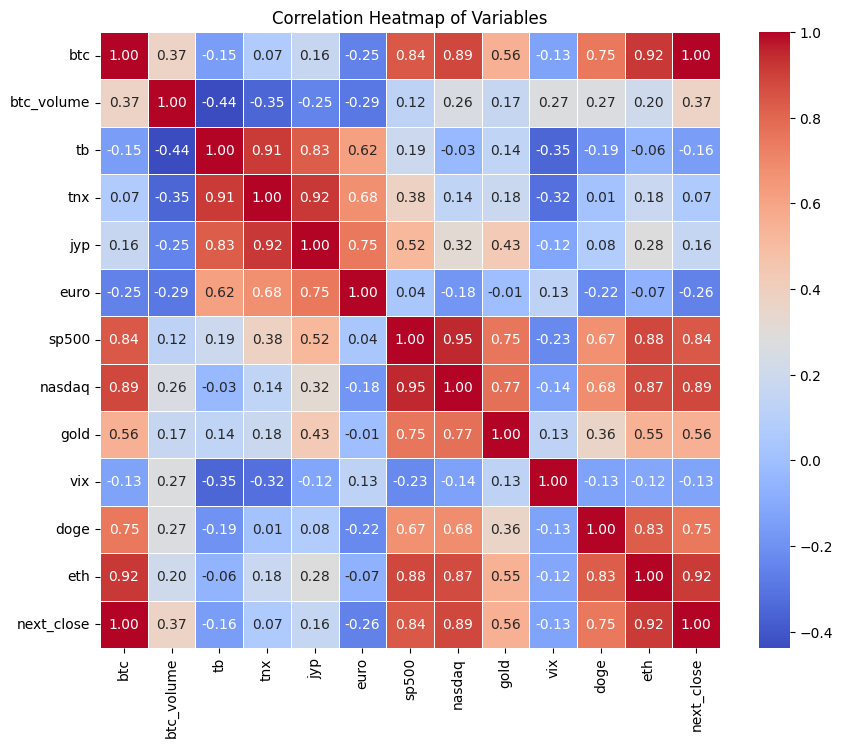 Correlation Heatmap of Variables
btc 1.00 0.37 -0.15 0.07 0.16 -0.25 0.84 0.89 0.56 -0.13 0.75 0.92 1.00
btc_volume 0.37 1.00 -0.44 -0.35 -0.25 -0.29 0.12 0.26 0.17 0.27 0.27 0.20 0.37
tb -0.15 -0.44 1.00 0.91 0.83 0.62 0.19 -0.03 0.14 -0.35 -0.19 -0.06 -0.16
tnx 0.07 -0.35 0.91 1.00 0.92 0.68 0.38 0.14 0.18 -0.32 0.01 0.18 0.07
jyp 0.16 -0.25 0.83 0.92 1.00 0.75 0.52 0.32 0.43 -0.12 0.08 0.28 0.16
euro -0.25 -0.29 0.62 0.68 0.75 1.00 0.04 -0.18 -0.01 0.13 -0.22 -0.07 -0.26
sp500 0.84 0.12 0.19 0.38 0.52 0.04 1.00 0.95 0.75 -0.23 0.67 0.88 0.84
nasdaq 0.89 0.26 -0.03 0.14 0.32 -0.18 0.95 1.00 0.77 -0.14 0.68 0.87 0.89
gold 0.56 0.17 0.14 0.18 0.43 -0.01 0.75 0.77 1.00 0.13 0.36 0.55 0.56
vix -0.13 0.27 -0.35 -0.32 -0.12 0.13 -0.23 -0.14 0.13 1.00 -0.13 -0.12 -0.13
doge 0.75 0.27 -0.19 0.01 0.08 -0.22 0.67 0.68 0.36 -0.13 1.00 0.83 0.75
eth 0.92 0.20 -0.06 0.18 0.28 -0.07 0.88 0.87 0.55 -0.12 0.83 1.00 0.92
next_close 1.00 0.37 -0.16 0.07 0.16 -0.26 0.84 0.89 0.56 -0.13 0.75 0.92 1.00
btc btc_volume tb tnx jyp euro sp500 nasdaq gold vix doge eth next_close
1.0
0.8
0.6
0.4
0.2
0.0
−0.2
−0.4